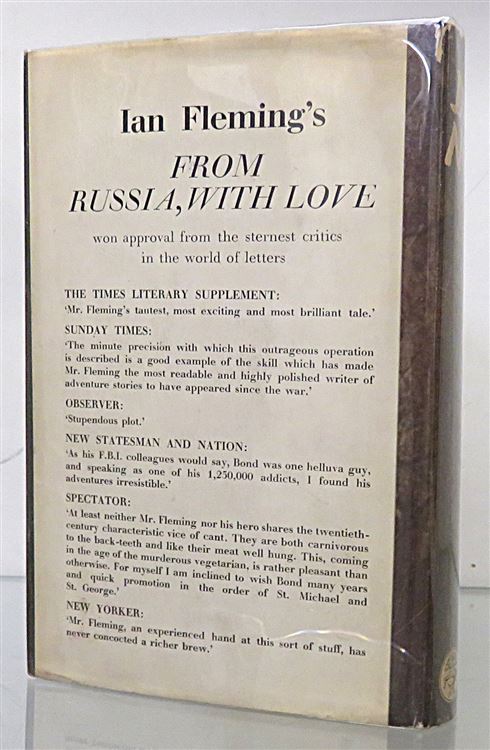 Ian Fleming's
FROM
RUSSIA, WITH LOVE
won approval from the sternest critics
in the world of letters
THE TIMES LITERARY SUPPLEMENT:
'Mr. Fleming's tautest, most exciting and most brilliant tale.'
SUNDAY TIMES:
'The minute precision with which this outrageous operation
is described is a good example of the skill which has made
Mr. Fleming the most readable and highly polished writer of
adventure stories to have appeared since the war.'
OBSERVER:
'Stupendous plot.'
NEW STATESMAN AND NATION:
'As his F.B.I. colleagues would say, Bond was one helluva guy,
and speaking as one of his 1,250,000 addicts, I found his
adventures irresistible.'
SPECTATOR:
'At least neither Mr. Fleming nor his hero shares the twentieth-
century characteristic vice of cant. They are both carnivorous
to the back-teeth and like their meat well hung. This, coming
in the age of the murderous vegetarian, is rather pleasant than
otherwise. For myself I am inclined to wish Bond many years
and quick promotion in the order of St. Michael and
St. George.'
NEW YORKER:
'Mr. Fleming, an experienced hand at this sort of stuff, has
never concocted a richer brew.'